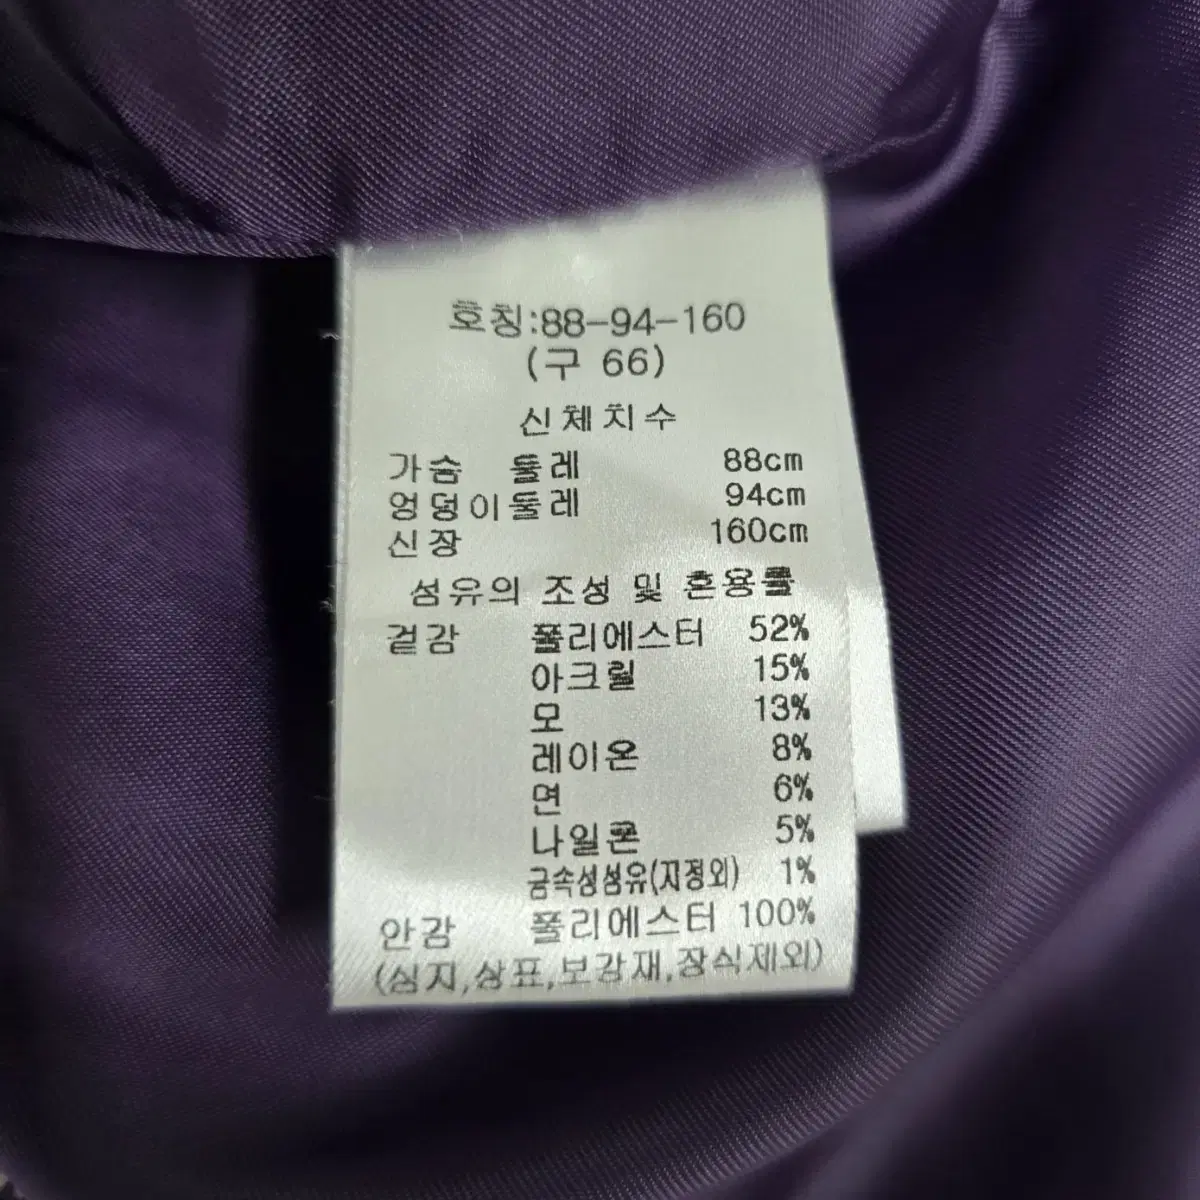 호칭:88-94-160
(구 66)
신체치수
가슴 둘레 88cm
엉덩이둘레 94cm
신장 160cm
섬유의 조성 및 혼용률
겉감 폴리에스터 52%
아크릴 15%
모 13%
레이온 8%
면 6%
나일론 5%
금속성섬유(지정외) 1%
안감 폴리에스터 100%
(심지,상표,보강재,장식제외)